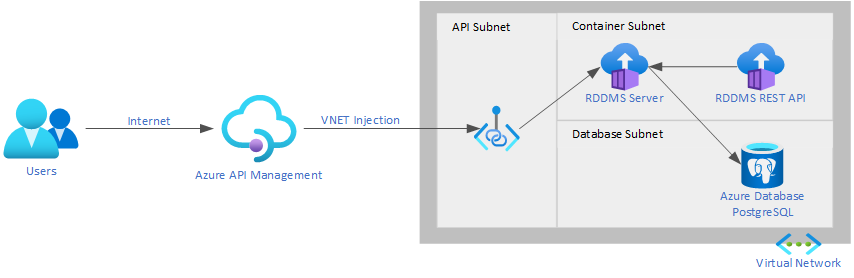 API Subnet
Container Subnet
RDDMS Server
RDDMS REST API
Internet
VNET Injection
Database Subnet
Users
Azure API Management
Azure Database
PostgreSQL
Virtual Network